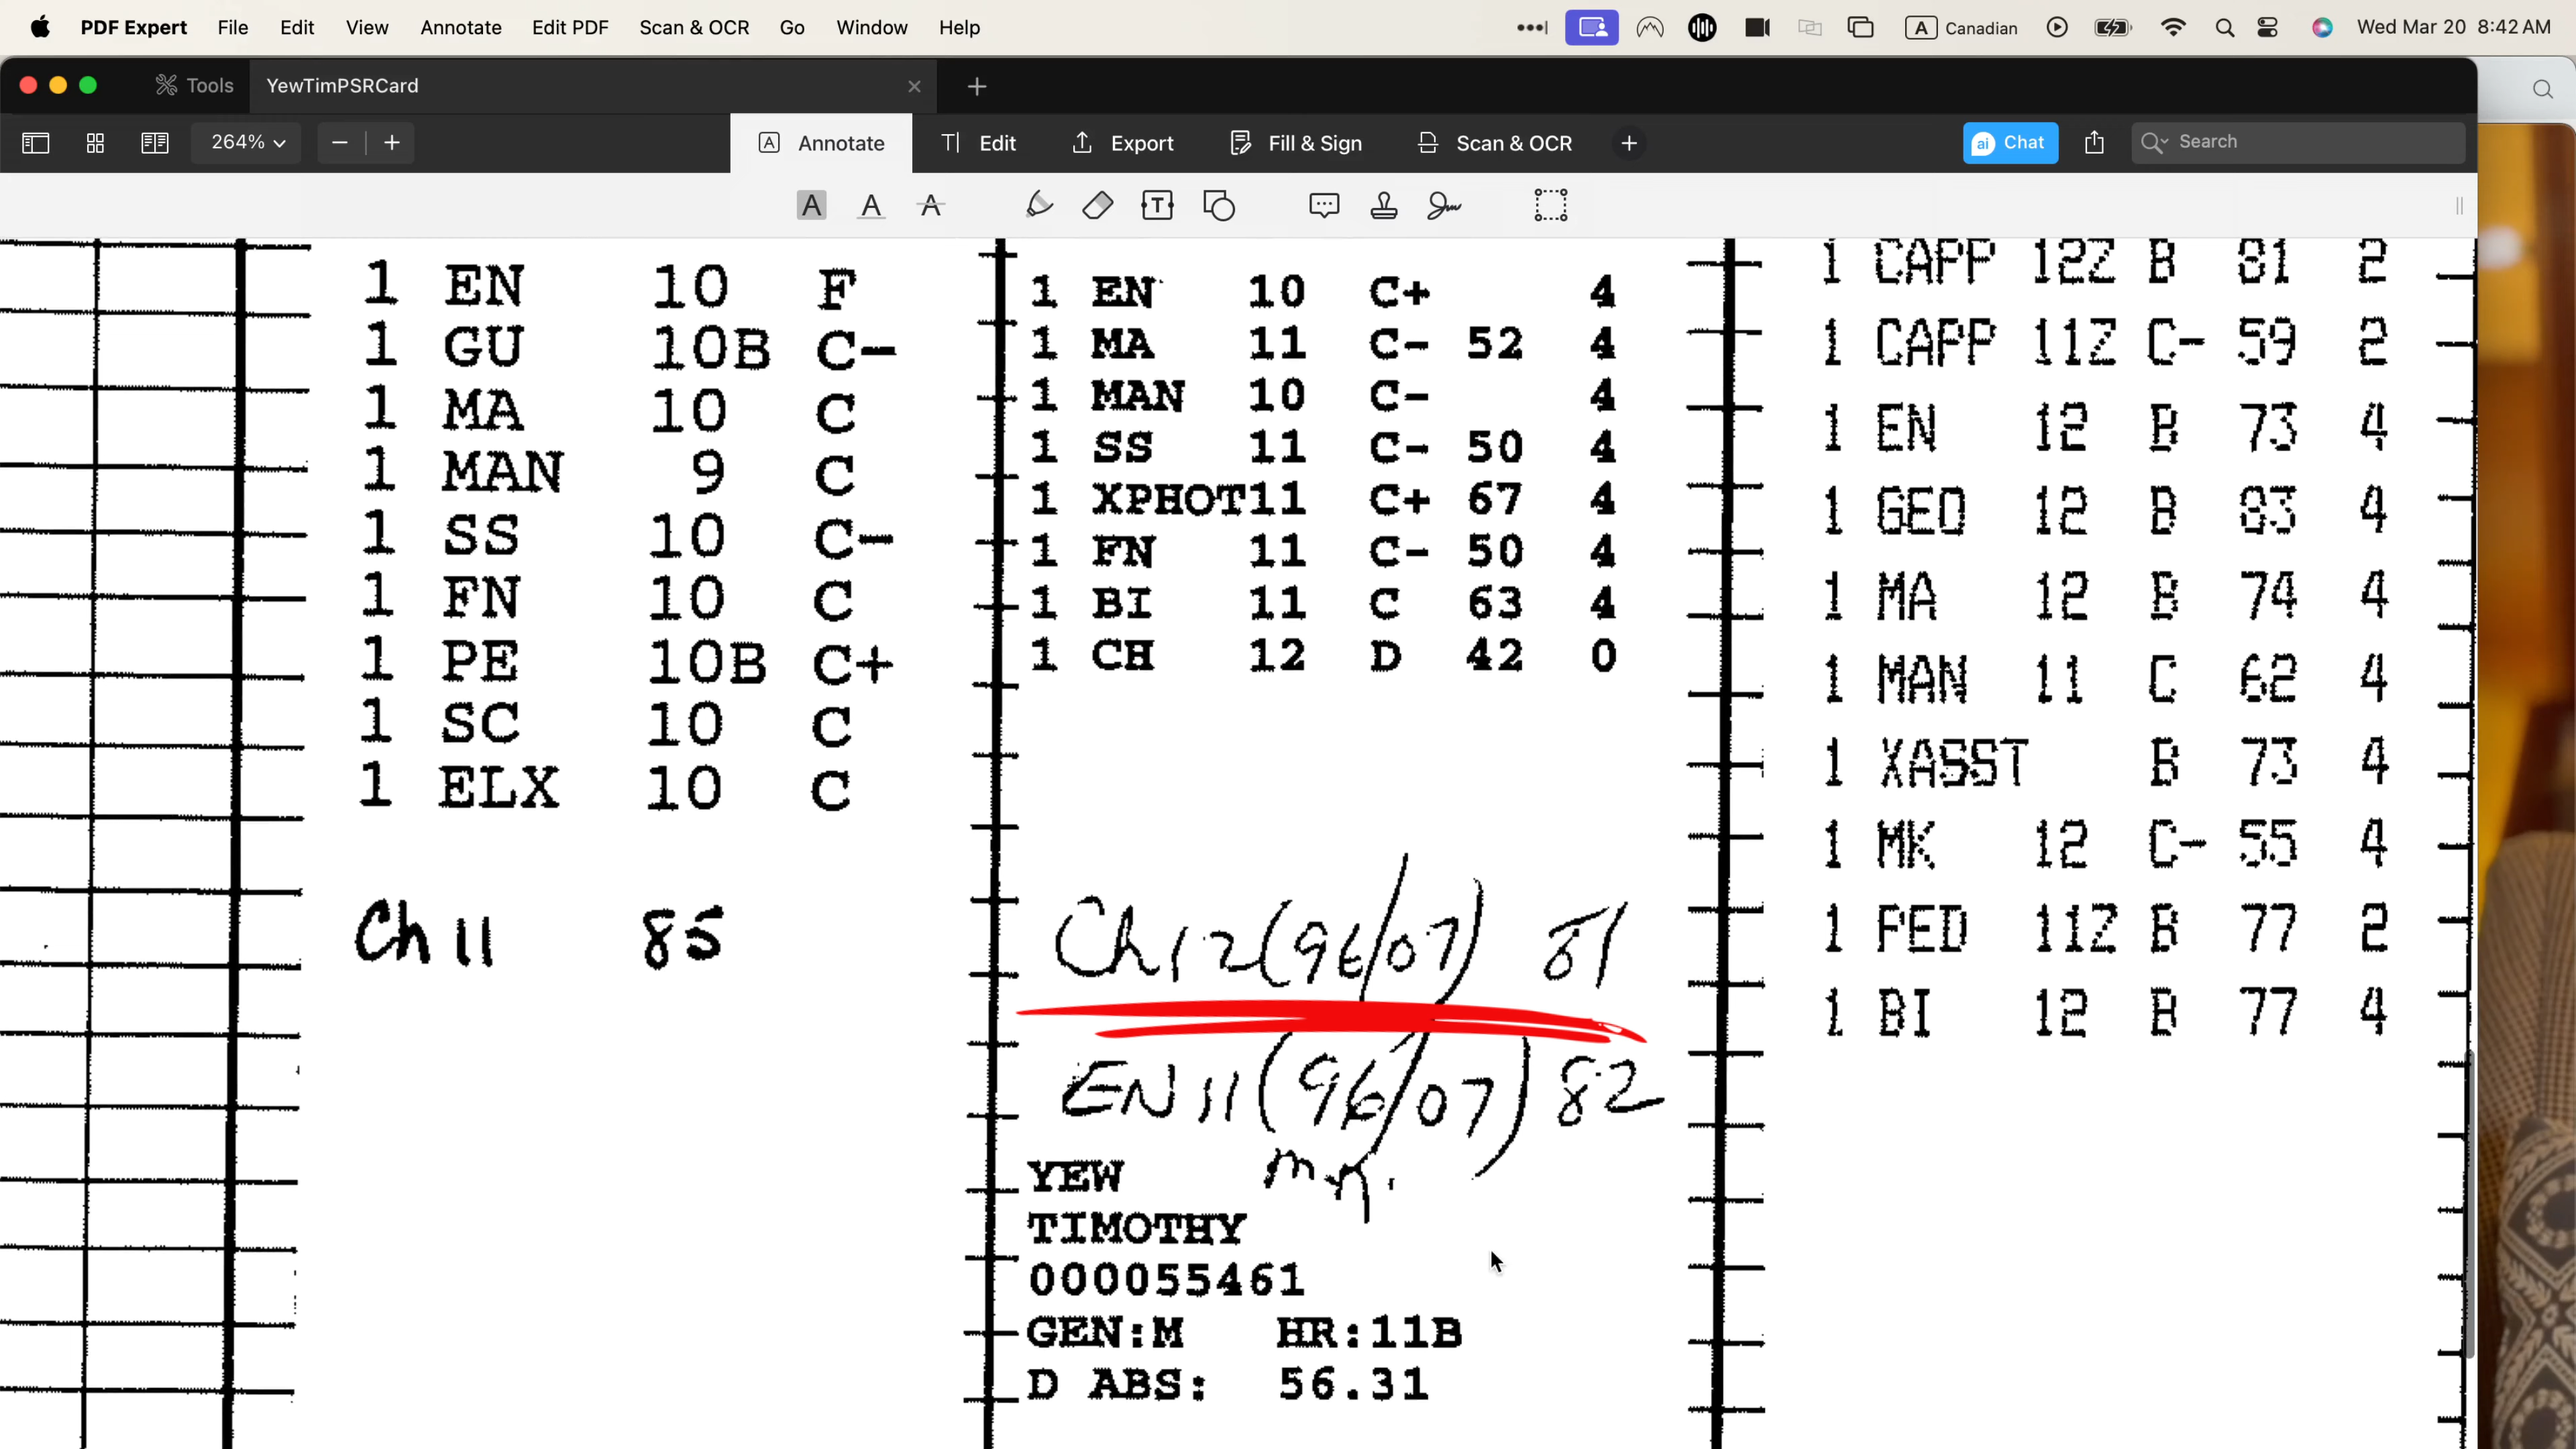 PDF Expert File Edit View Annotate Edit PDF Scan & OCR Go Window Help A Canadian Wed Mar 20 8:42 AM
Tools YewTimPSRCard
264% Annotate Edit Export Fill & Sign Scan & OCR ai Chat Search
1 EN 10 F
1 GU 10B C-
1 MA 10 C
1 MAN 9 C
1 SS 10 C-
1 FN 10 C
1 PE 10B C+
1 SC 10 C
1 ELX 10 C
Ch 11 85
1 EN 10 C+ 4
1 MA 11 C- 52 4
1 MAN 10 C- 4
1 SS 11 C- 50 4
1 XPHOT11 C+ 67 4
1 FN 11 C- 50 4
1 BI 11 C 63 4
1 CH 12 D 42 0
Ch 12 (96/07) 81
EN 11 (96/07) 82
YEW
TIMOTHY
000055461
GEN:M HR:11B
D ABS: 56.31
1 CAPP 12Z B 81 2
1 CAPP 11Z C- 59 2
1 EN 12 B 73 4
1 GEO 12 B 83 4
1 MA 12 B 74 4
1 MAN 11 C 62 4
1 XASST B 73 4
1 MK 12 C- 55 4
1 PED 11Z B 77 2
1 BI 12 B 77 4